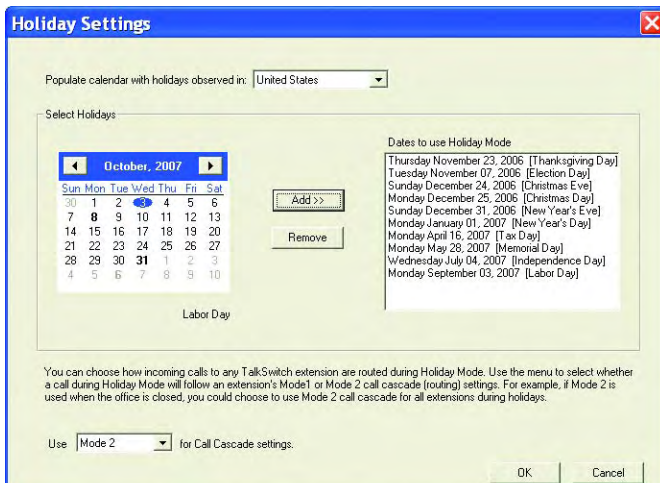 Holiday Settings
Populate calendar with holidays observed in: United States
Select Holidays
October, 2007
Sun Mon Tue Wed Thu Fri Sat
30 1 2 3 4 5 6
7 8 9 10 11 12 13
14 15 16 17 18 19 20
21 22 23 24 25 26 27
28 29 30 31 1 2 3
4 5 6 7 8 9 10
Labor Day
Add >>
Remove
Dates to use Holiday Mode
Thursday November 23, 2006 [Thanksgiving Day]
Tuesday November 07, 2006 [Election Day]
Sunday December 24, 2006 [Christmas Eve]
Monday December 25, 2006 [Christmas Day]
Sunday December 31, 2006 [New Year's Eve]
Monday January 01, 2007 [New Year's Day]
Monday April 16, 2007 [Tax Day]
Monday May 28, 2007 [Memorial Day]
Wednesday July 04, 2007 [Independence Day]
Monday September 03, 2007 [Labor Day]
You can choose how incoming calls to any TalkSwitch extension are routed during Holiday Mode. Use the menu to select whether
a call during Holiday Mode will follow an extension's Mode1 or Mode 2 call cascade (routing) settings. For example, if Mode 2 is
used when the office is closed, you could choose to use Mode 2 call cascade for all extensions during holidays.
Use Mode 2 for Call Cascade settings.
OK Cancel